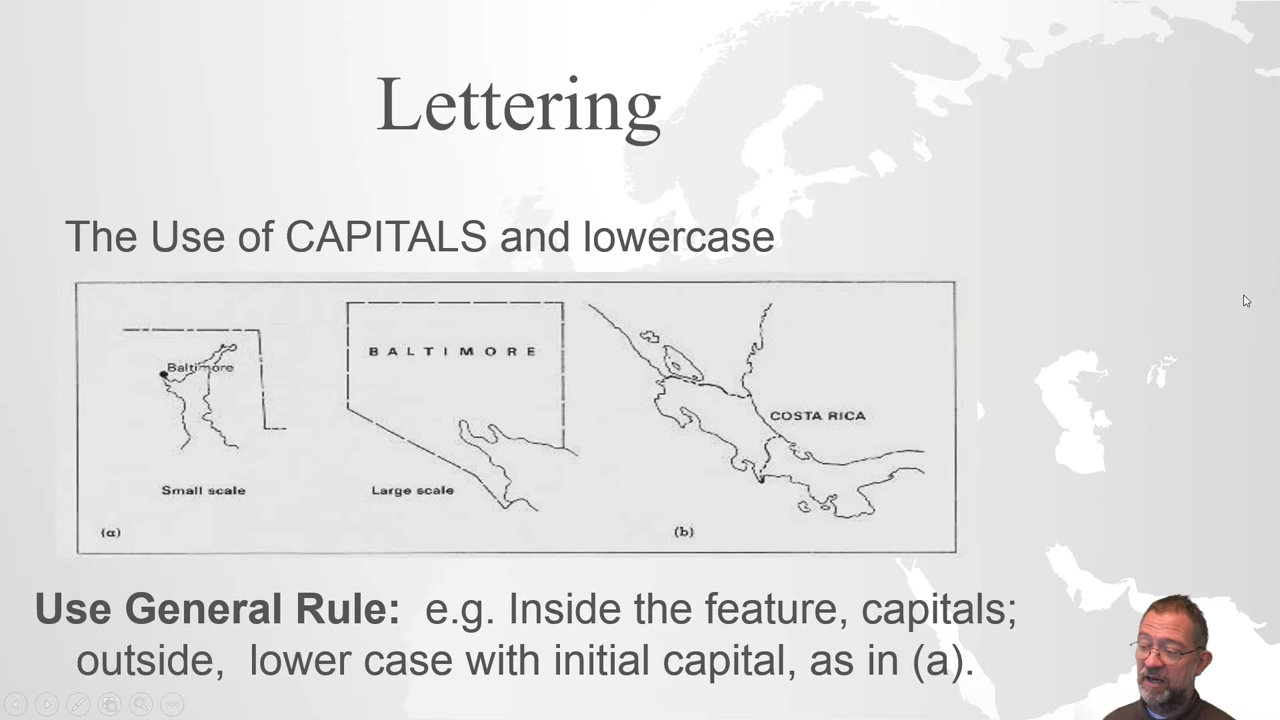 Lettering
The Use of CAPITALS and lowercase
Baltimore
BALTIMORE
COSTA RICA
Small scale
Large scale
(a)
(b)
Use General Rule: e.g. Inside the feature, capitals;
outside, lower case with initial capital, as in (a).